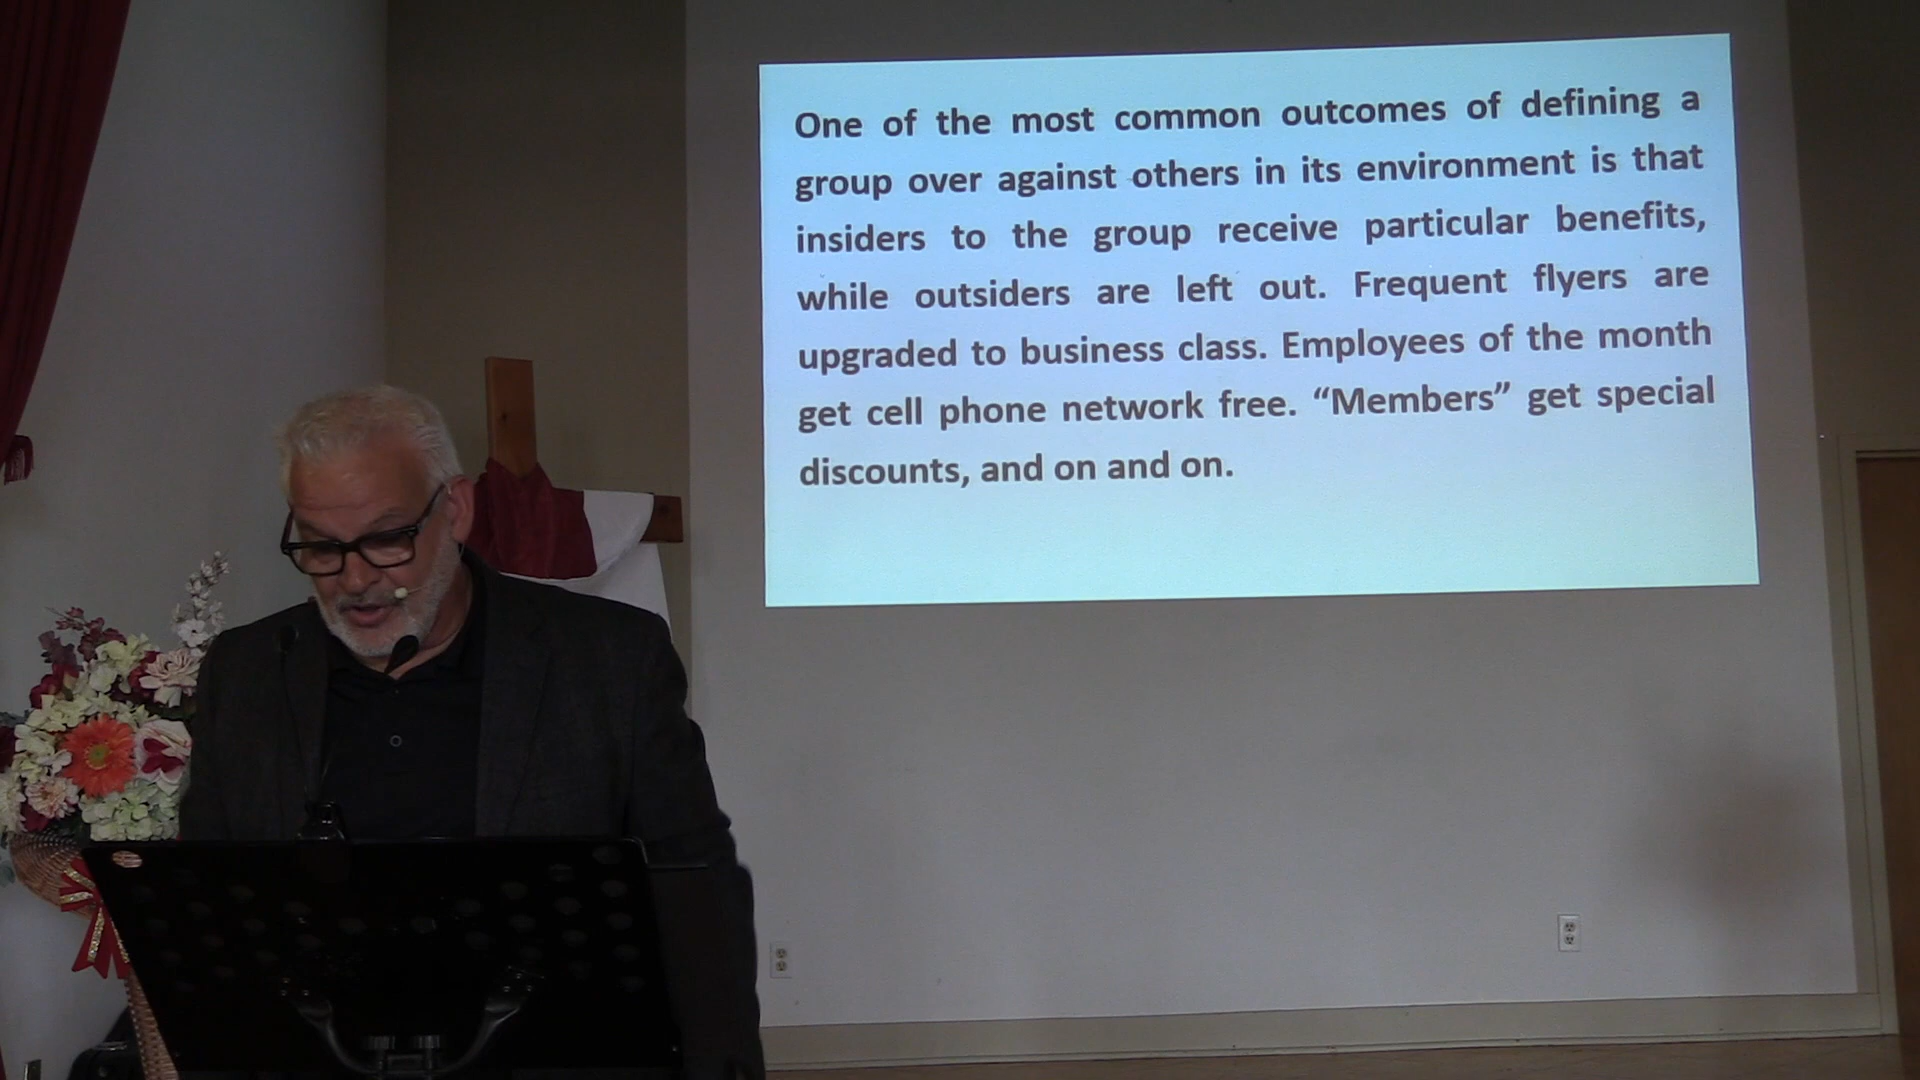 One of the most common outcomes of defining a
group over against others in its environment is that
insiders to the group receive particular benefits,
while outsiders are left out. Frequent flyers are
upgraded to business class. Employees of the month
get cell phone network free. “Members” get special
discounts, and on and on.